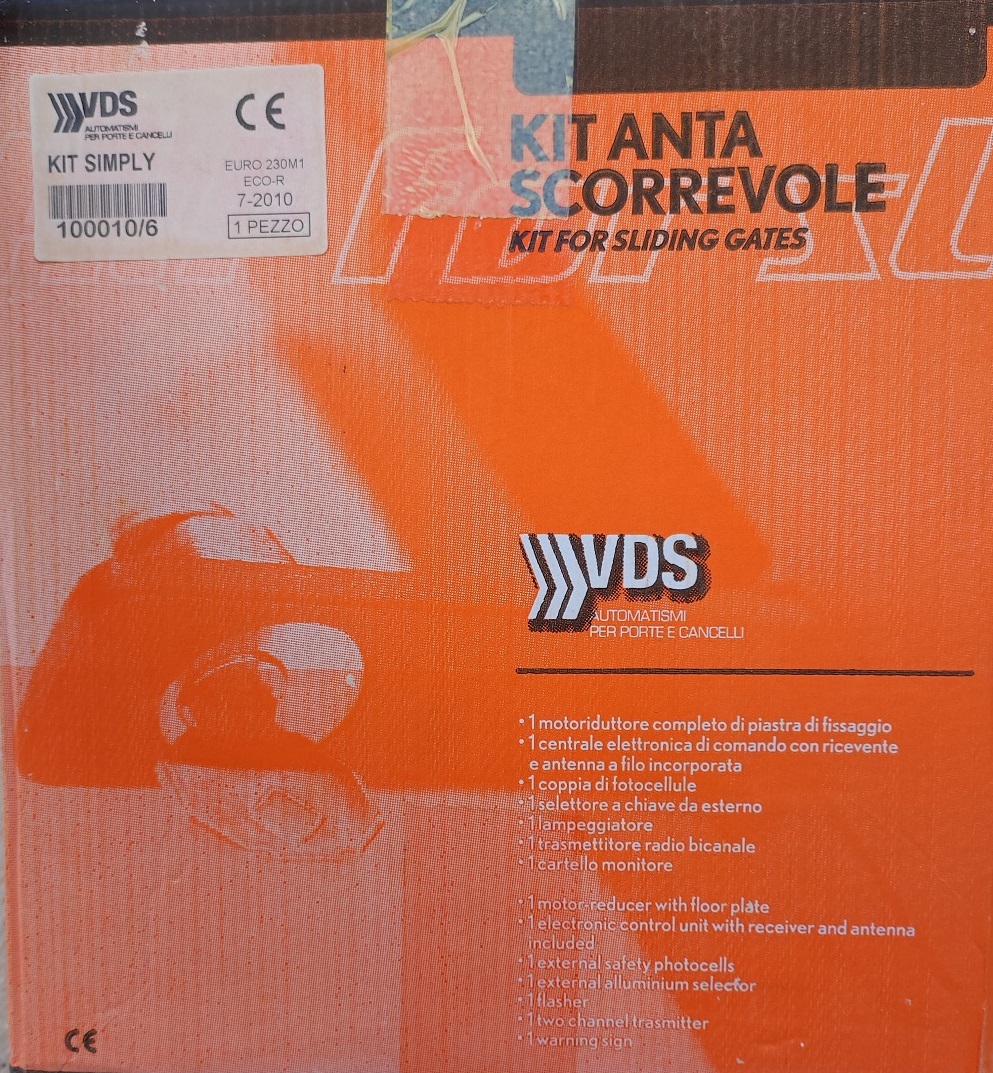 VDS
AUTOMATISMI
PER PORTE E CANCELLI
CE
KIT SIMPLY
EURO 230M1
ECO-R
7-2010
100010/6
1 PEZZO
KIT ANTA
SCORREVOLE
KIT FOR SLIDING GATES
VDS
AUTOMATISMI
PER PORTE E CANCELLI
• 1 motoriduttore completo di piastra di fissaggio
• 1 centrale elettronica di comando con ricevente
e antenna a filo incorporata
• 1 coppia di fotocellule
• 1 selettore a chiave da esterno
• 1 lampeggiatore
• 1 trasmettitore radio bicanale
• 1 cartello monitore
• 1 motor-reducer with floor plate
• 1 electronic control unit with receiver and antenna
included
• 1 external safety photocells
• 1 external alluminium selector
• 1 flasher
• 1 two channel trasmitter
• 1 warning sign
CE